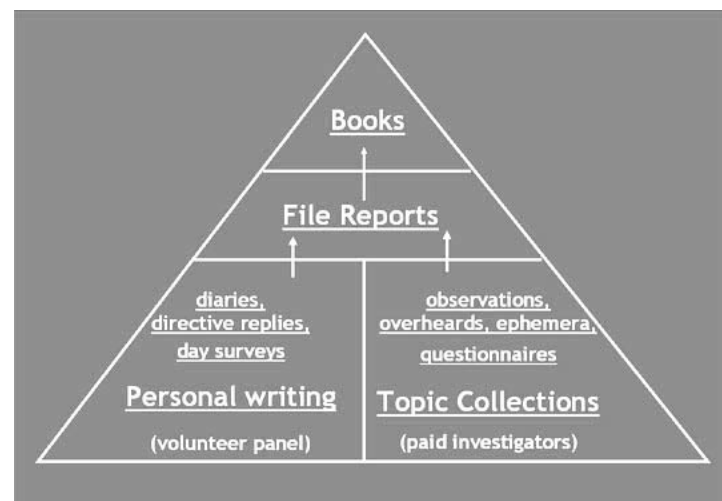 Books
File Reports
diaries,
directive replies,
day surveys
Personal writing
(volunteer panel)
observations,
overheards, ephemera,
questionnaires
Topic Collections
(paid investigators)